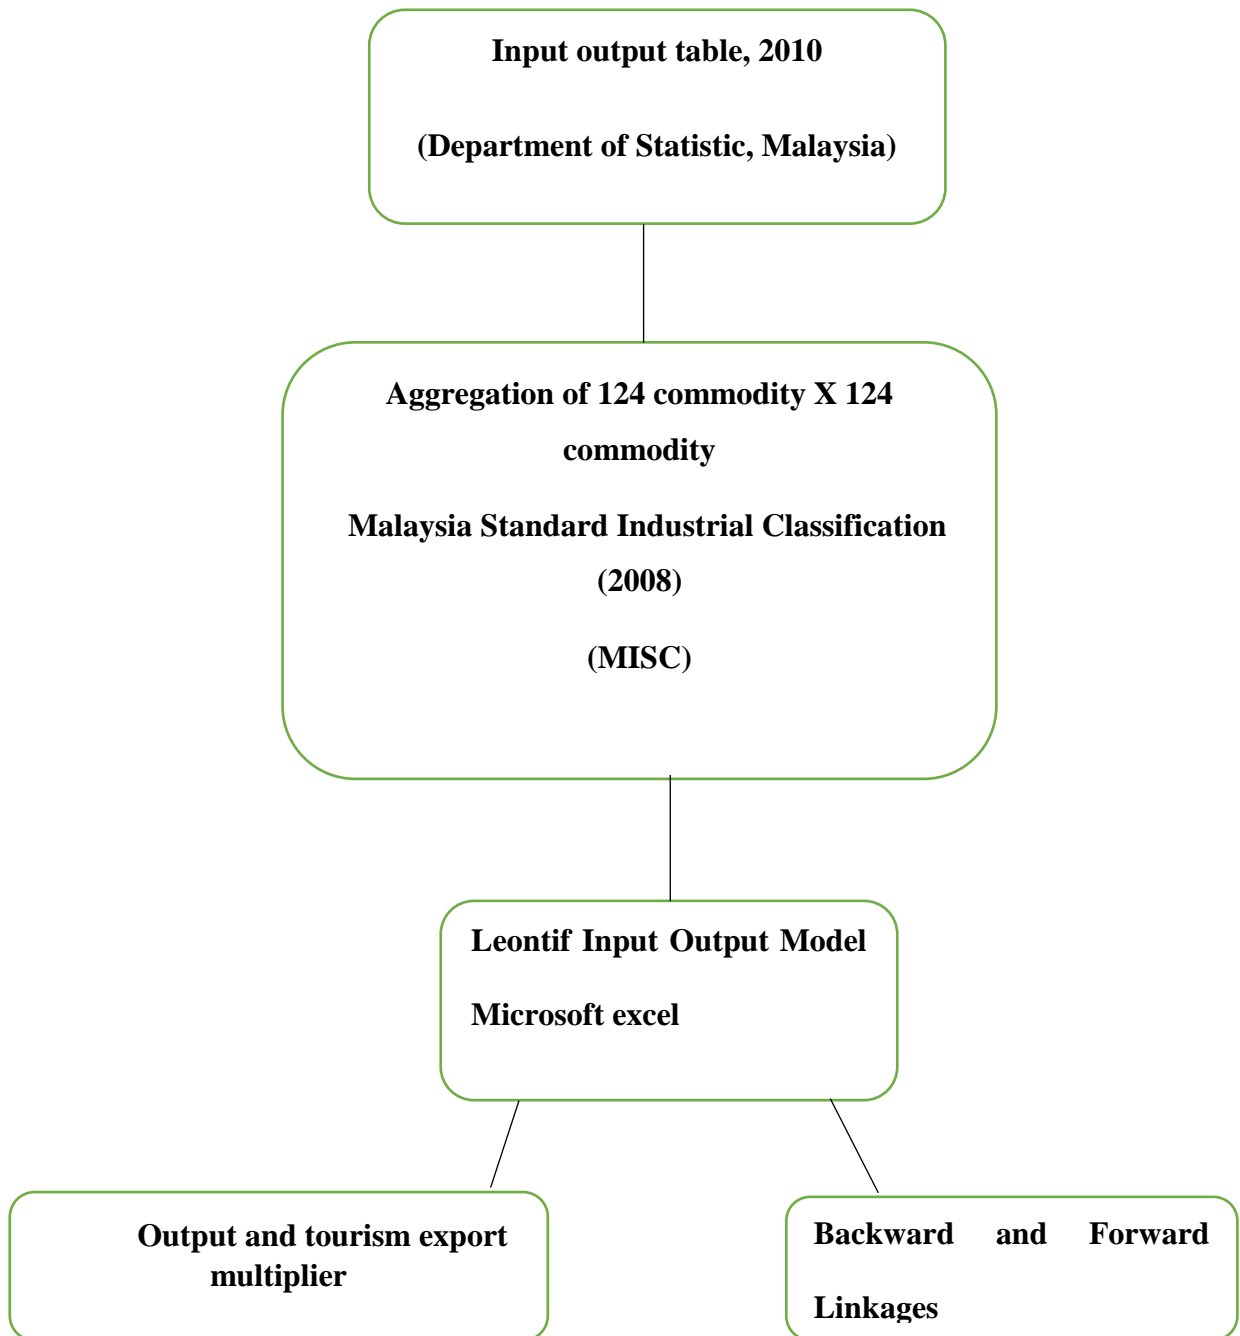 Input output table, 2010
(Department of Statistic, Malaysia)
Aggregation of 124 commodity X 124
commodity
Malaysia Standard Industrial Classification
(2008)
(MISC)
Leontif Input Output Model
Microsoft excel
Output and tourism export
multiplier
Backward and Forward
Linkages